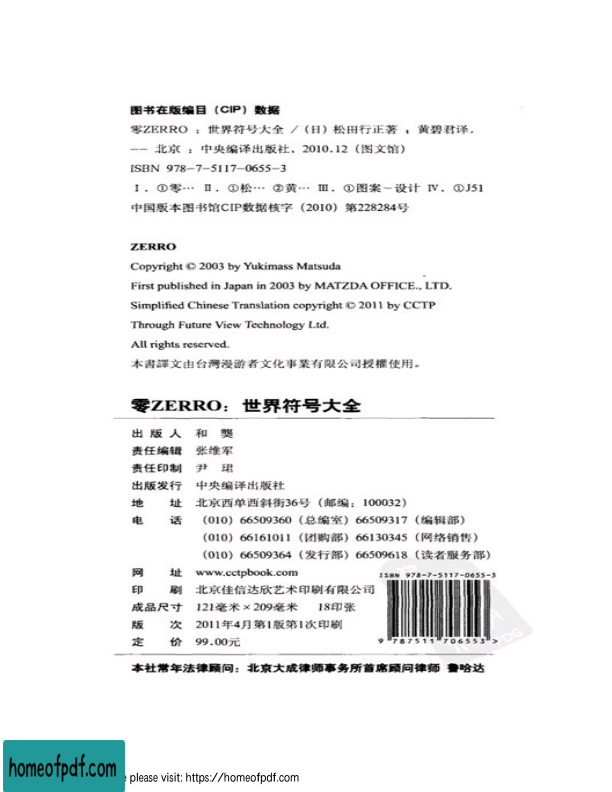 图书在版编目（CIP）数据
零ZERRO ：世界符号大全 ／（日）松田行正著 ；黄碧君译.
—— 北京 ：中央编译出版社，2010.12（图文馆）
ISBN 978-7-5117-0655-3
Ⅰ. ①零… Ⅱ. ①松… ②黄… Ⅲ. ①图案－设计 Ⅳ. ①J51
中国版本图书馆CIP数据核字（2010）第228284号
ZERRO
Copyright © 2003 by Yukimass Matsuda
First published in Japan in 2003 by MATZDA OFFICE., LTD.
Simplified Chinese Translation copyright © 2011 by CCTP
Through Future View Technology Ltd.
All rights reserved.
本書譯文由台灣漫游者文化事業有限公司授權使用。
零ZERRO：世界符号大全
出 版 人 和 龑
责任编辑 张维军
责任印制 尹 珺
出版发行 中央编译出版社
地 址 北京西单西斜街36号（邮编：100032）
电 话 （010）66509360（总编室）66509317（编辑部）
（010）66161011（团购部）66130345（网络销售）
（010）66509364（发行部）66509618（读者服务部）
网 址 www.cctpbook.com
印 刷 北京佳信达欣艺术印刷有限公司
成品尺寸 121毫米×209毫米 18印张
版 次 2011年4月第1版第1次印刷
定 价 99.00元
ISBN 978-7-5117-0655-3
9 787511 706553 >
本社常年法律顾问：北京大成律师事务所首席顾问律师 鲁哈达
homeofpdf.com
please visit: https://homeofpdf.com